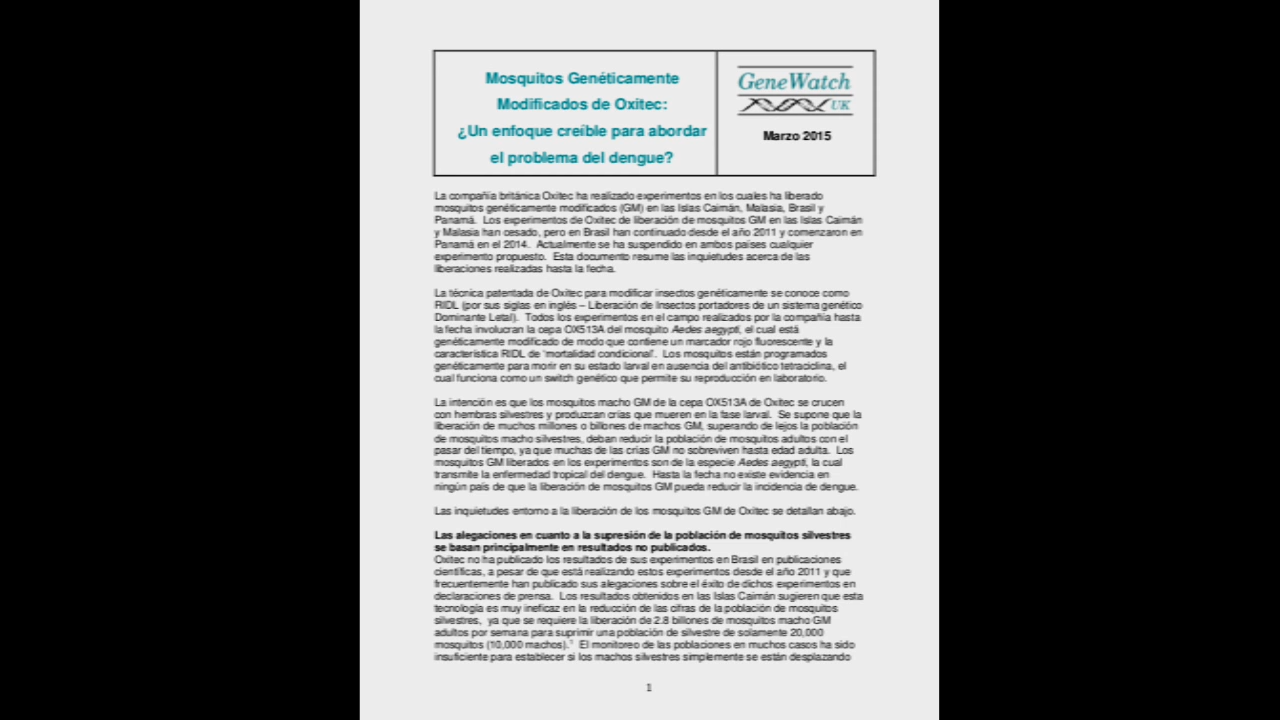 Mosquitos Genéticamente
Modificados de Oxitec:
¿Un enfoque creíble para abordar
el problema del dengue?
GeneWatch
UK
Marzo 2015
La compañía británica Oxitec ha realizado experimentos en los cuales ha liberado
mosquitos genéticamente modificados (GM) en las Islas Caimán, Malasia, Brasil y
Panamá. Los experimentos de Oxitec de liberación de mosquitos GM en las Islas Caimán
y Malasia han cesado, pero en Brasil han continuado desde el año 2011 y comenzaron en
Panamá en el 2014. Actualmente se ha suspendido en ambos países cualquier
experimento propuesto. Esta documento resume las inquietudes acerca de las
liberaciones realizadas hasta la fecha.
La técnica patentada de Oxitec para modificar insectos genéticamente se conoce como
RIDL (por sus siglas en inglés – Liberación de Insectos portadores de un sistema genético
Dominante Letal). Todos los experimentos en el campo realizados por la compañía hasta
la fecha involucran la cepa OX513A del mosquito Aedes aegypti, el cual está
genéticamente modificado de modo que contiene un marcador rojo fluorescente y la
característica RIDL de 'mortalidad condicional'. Los mosquitos están programados
genéticamente para morir en su estado larval en ausencia del antibiótico tetraciclina, el
cual funciona como un switch genético que permite su reproducción en laboratorio.
La intención es que los mosquitos macho GM de la cepa OX513A de Oxitec se crucen
con hembras silvestres y produzcan crías que mueren en la fase larval. Se supone que la
liberación de muchos millones o billones de machos GM, superando de lejos la población
de mosquitos macho silvestres, deban reducir la población de mosquitos adultos con el
pasar del tiempo, ya que muchas de las crías GM no sobreviven hasta edad adulta. Los
mosquitos GM liberados en los experimentos son de la especie Aedes aegypti, la cual
transmite la enfermedad tropical del dengue. Hasta la fecha no existe evidencia en
ningún país de que la liberación de mosquitos GM pueda reducir la incidencia de dengue.
Las inquietudes entorno a la liberación de los mosquitos GM de Oxitec se detallan abajo.
Las alegaciones en cuanto a la supresión de la población de mosquitos silvestres
se basan principalmente en resultados no publicados.
Oxitec no ha publicado los resultados de sus experimentos en Brasil en publicaciones
científicas, a pesar de que está realizando estos experimentos desde el año 2011 y que
frecuentemente han publicado sus alegaciones sobre el éxito de dichos experimentos en
declaraciones de prensa. Los resultados obtenidos en las Islas Caimán sugieren que esta
tecnología es muy ineficaz en la reducción de las cifras de la población de mosquitos
silvestres, ya que se requiere la liberación de 2.8 billones de mosquitos macho GM
adultos por semana para suprimir una población de silvestre de solamente 20,000
mosquitos (10,000 machos).¹ El monitoreo de las poblaciones en muchos casos ha sido
insuficiente para establecer si los machos silvestres simplemente se están desplazando
1